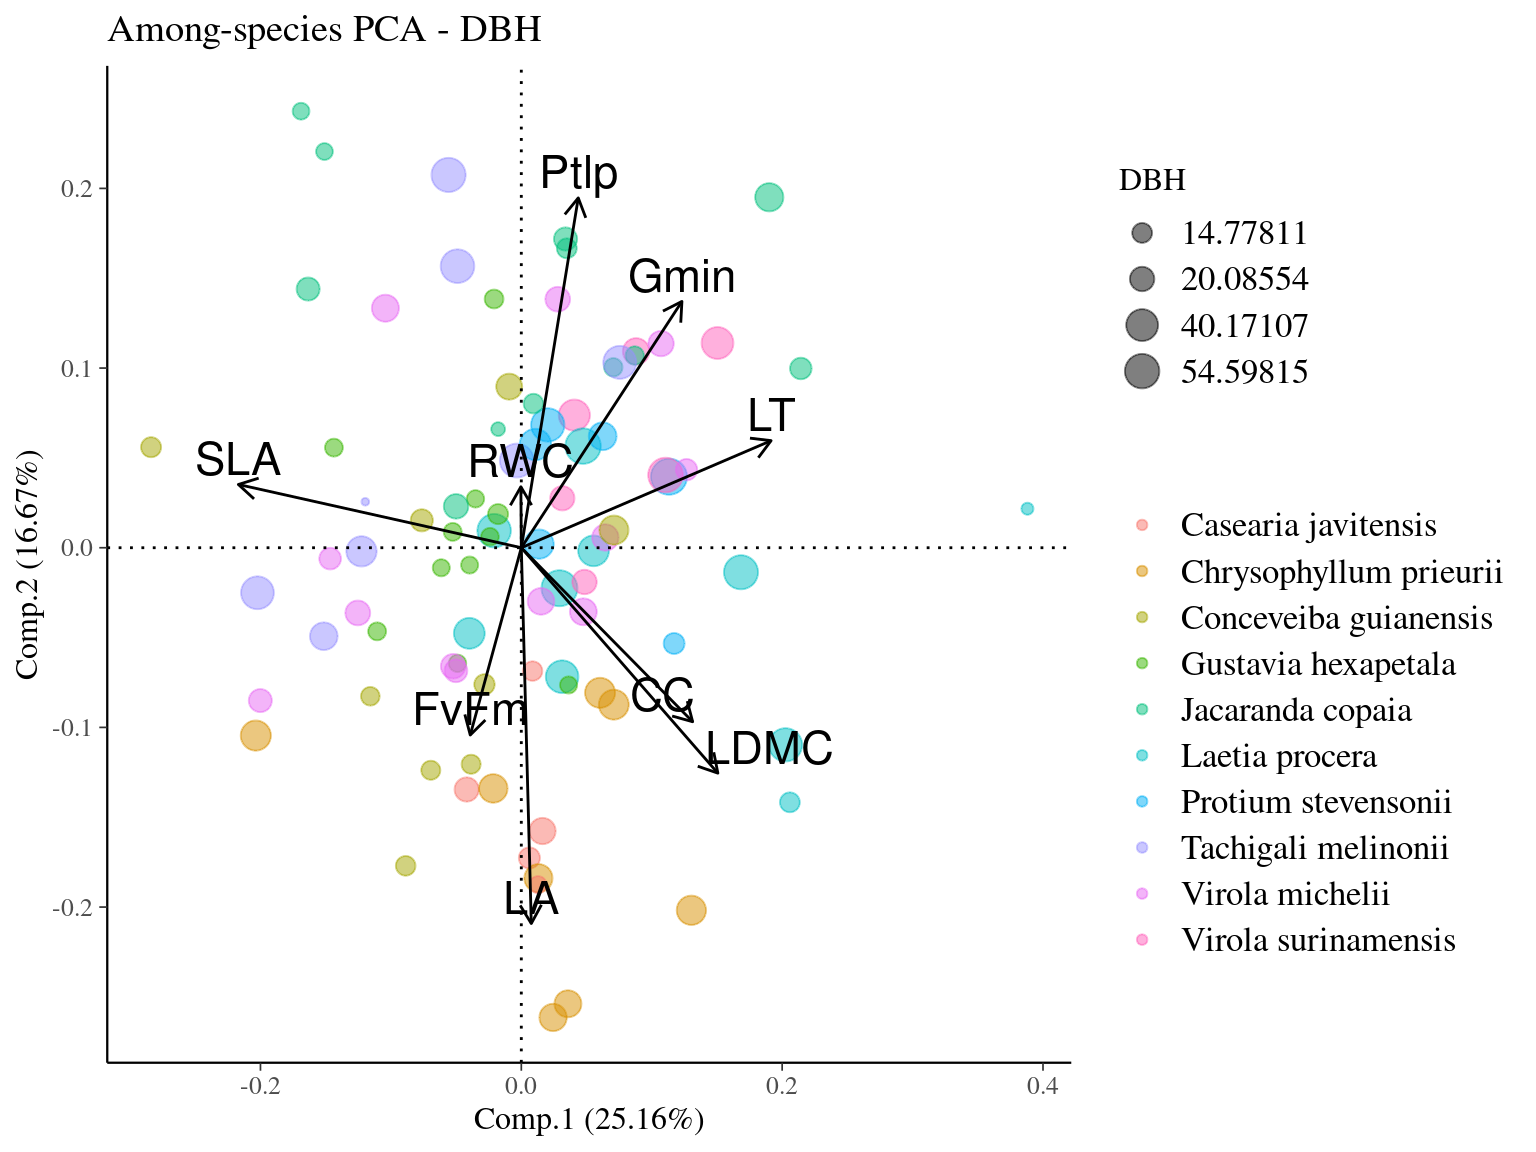 Among-species PCA - DBH
Comp.2 (16.67%)
0.2
0.1
0.0
-0.1
-0.2
Ptlp
Gmin
LT
SLA
RWC
FvFm
CC
LDMC
LA
-0.2
0.0
0.2
0.4
Comp.1 (25.16%)
DBH
14.77811
20.08554
40.17107
54.59815
Casearia javitensis
Chrysophyllum prieurii
Conceveiba guianensis
Gustavia hexapetala
Jacaranda copaia
Laetia procera
Protium stevensonii
Tachigali melinonii
Virola michelii
Virola surinamensis